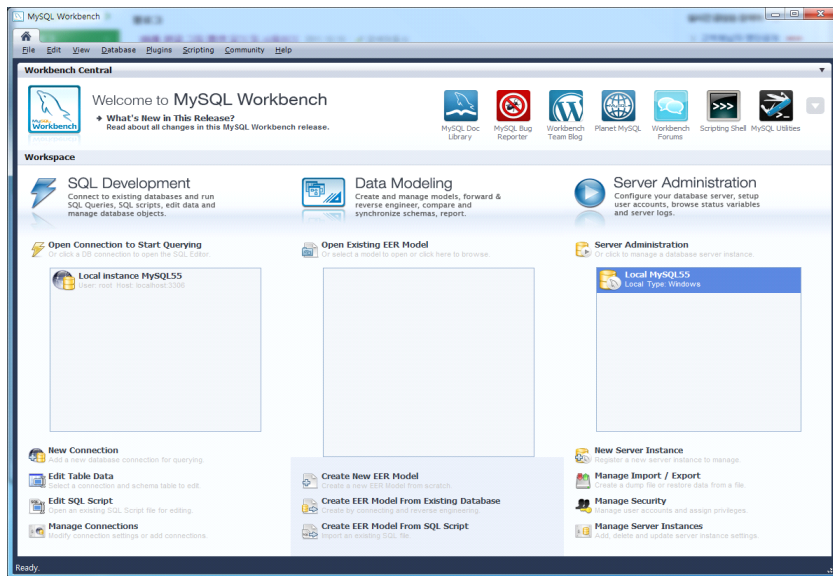 MySQL Workbench
File Edit View Database Plugins Scripting Community Help
Workbench Central
MySQL
Workbench
Welcome to MySQL Workbench
What's New in This Release?
Read about all changes in this MySQL Workbench release.
MySQL Doc
Library
MySQL Bug
Reporter
Workbench
Team Blog
Planet MySQL
Workbench
Forums
>>>
Scripting Shell
MySQL Utilities
Workspace
SQL Development
Connect to existing databases and run
SQL Queries, SQL scripts, edit data and
manage database objects.
Data Modeling
Create and manage models, forward &
reverse engineer, compare and
synchronize schemas, report.
Server Administration
Configure your database server, setup
user accounts, browse status variables
and server logs.
Open Connection to Start Querying
Or click a DB connection to open the SQL Editor.
Local instance MySQL55
User: root Host: localhost:3306
New Connection
Add a new database connection for querying.
Edit Table Data
Select a connection and schema table to edit.
Edit SQL Script
Open an existing SQL Script file for editing.
Manage Connections
Modify connection settings or add connections.
Open Existing EER Model
Or select a model to open or click here to browse.
Create New EER Model
Create a new EER Model from scratch.
Create EER Model From Existing Database
Create by connecting and reverse engineering.
Create EER Model From SQL Script
Import an existing SQL file
Server Administration
Or click to manage a database server instance.
Local MySQL55
Local Type: Windows
New Server Instance
Register a new server instance to manage.
Manage Import / Export
Create a dump file or restore data from a file.
Manage Security
Manage user accounts and assign privileges.
Manage Server Instances
Add, delete and update server instance settings.
Ready.